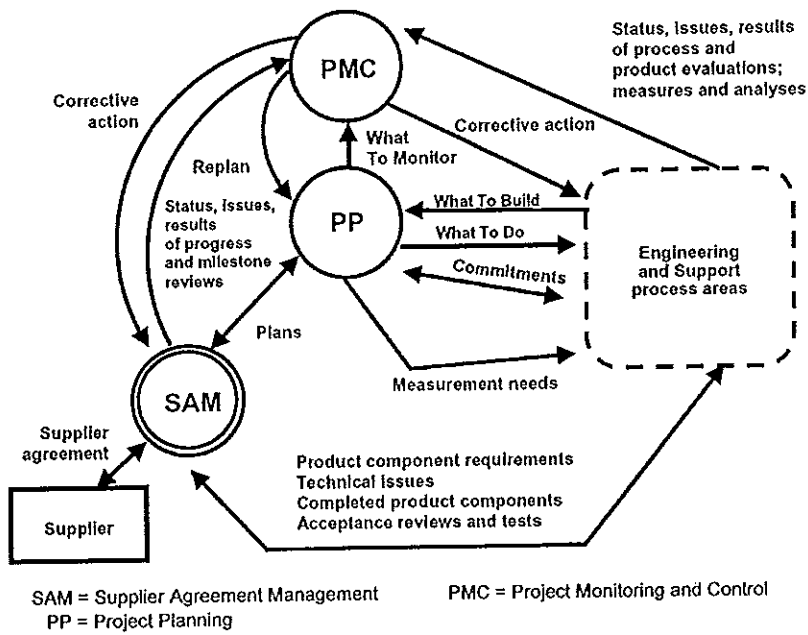 Status, issues, results
of process and
product evaluations;
measures and analyses
PMC
Corrective
action
What
To Monitor
Corrective action
Replan
Status, issues,
results
of progress
and milestone
reviews
PP
What To Build
What To Do
Commitments
Engineering
and Support
process areas
Plans
Measurement needs
SAM
Supplier
agreement
Supplier
Product component requirements
Technical issues
Completed product components
Acceptance reviews and tests
SAM = Supplier Agreement Management
PMC = Project Monitoring and Control
PP = Project Planning